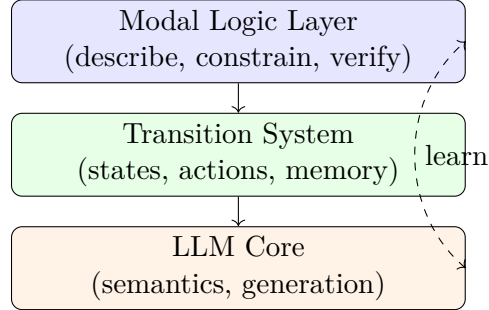 Modal Logic Layer
(describe, constrain, verify)
Transition System
(states, actions, memory)
learn
LLM Core
(semantics, generation)